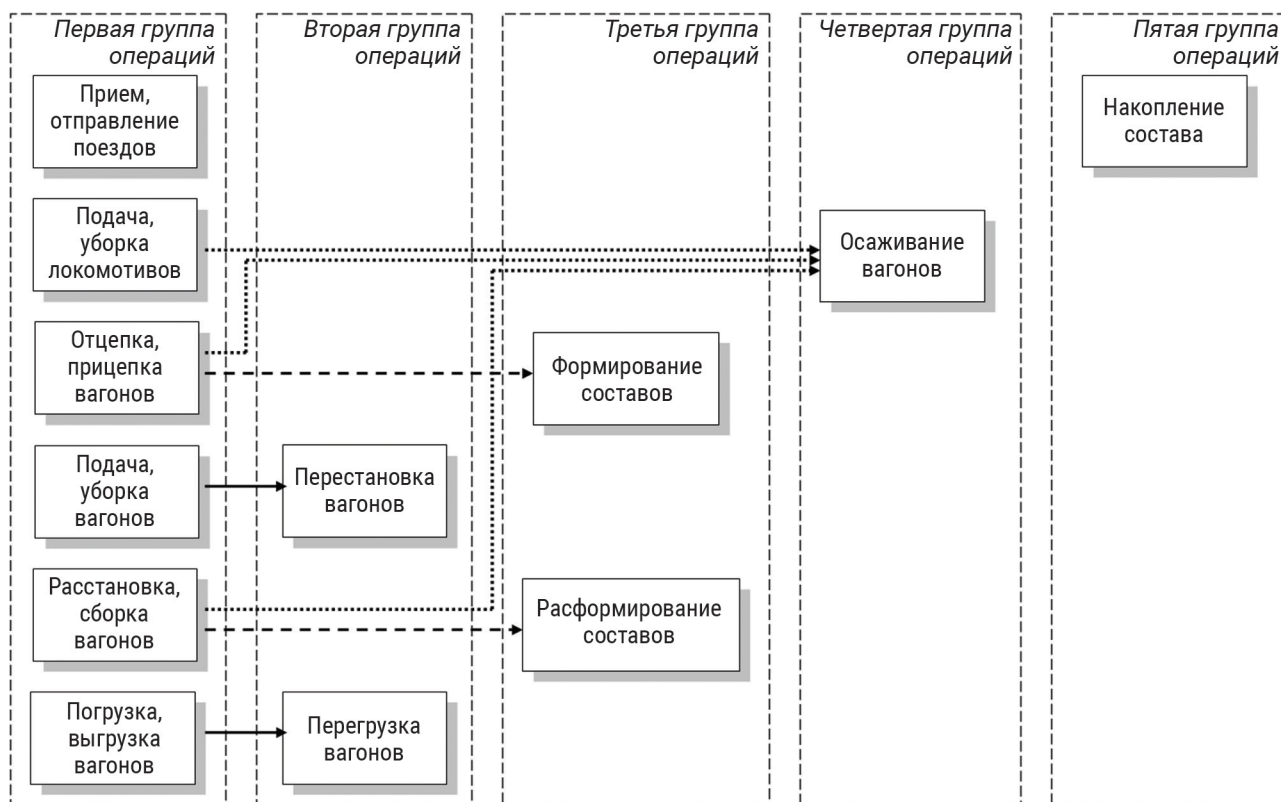 Первая группа
операций
Вторая группа
операций
Третья группа
операций
Четвертая группа
операций
Пятая группа
операций
Прием,
отправление
поездов
Накопление
состава
Подача,
уборка
локомотивов
Осаживание
вагонов
Отцепка,
прицепка
вагонов
Формирование
составов
Подача,
уборка
вагонов
Перестановка
вагонов
Расстановка,
сборка
вагонов
Расформирование
составов
Погрузка,
выгрузка
вагонов
Перегрузка
вагонов